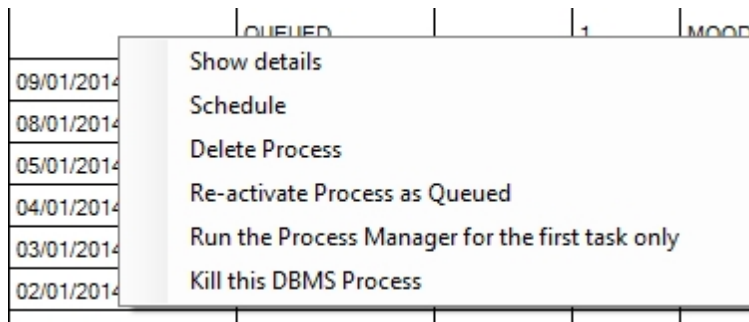 QUEUED 1 MOOD
Show details
09/01/2014
Schedule
08/01/2014
Delete Process
05/01/2014
Re-activate Process as Queued
04/01/2014
Run the Process Manager for the first task only
03/01/2014
Kill this DBMS Process
02/01/2014